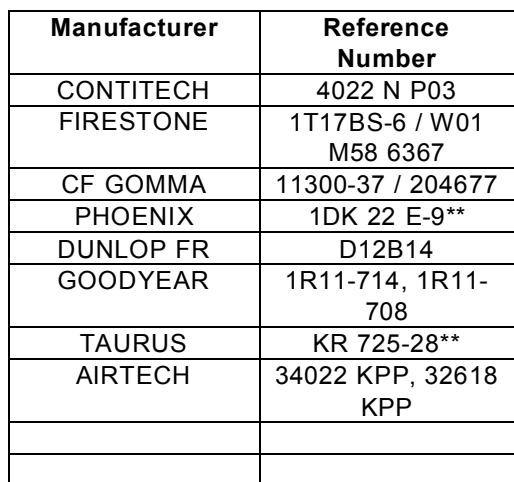 Manufacturer Reference
Number
CONTITECH 4022 N P03
FIRESTONE 1T17BS-6 / W01
M58 6367
CF GOMMA 11300-37 / 204677
PHOENIX 1DK 22 E-9**
DUNLOP FR D12B14
GOODYEAR 1R11-714, 1R11-
708
TAURUS KR 725-28**
AIRTECH 34022 KPP, 32618
KPP